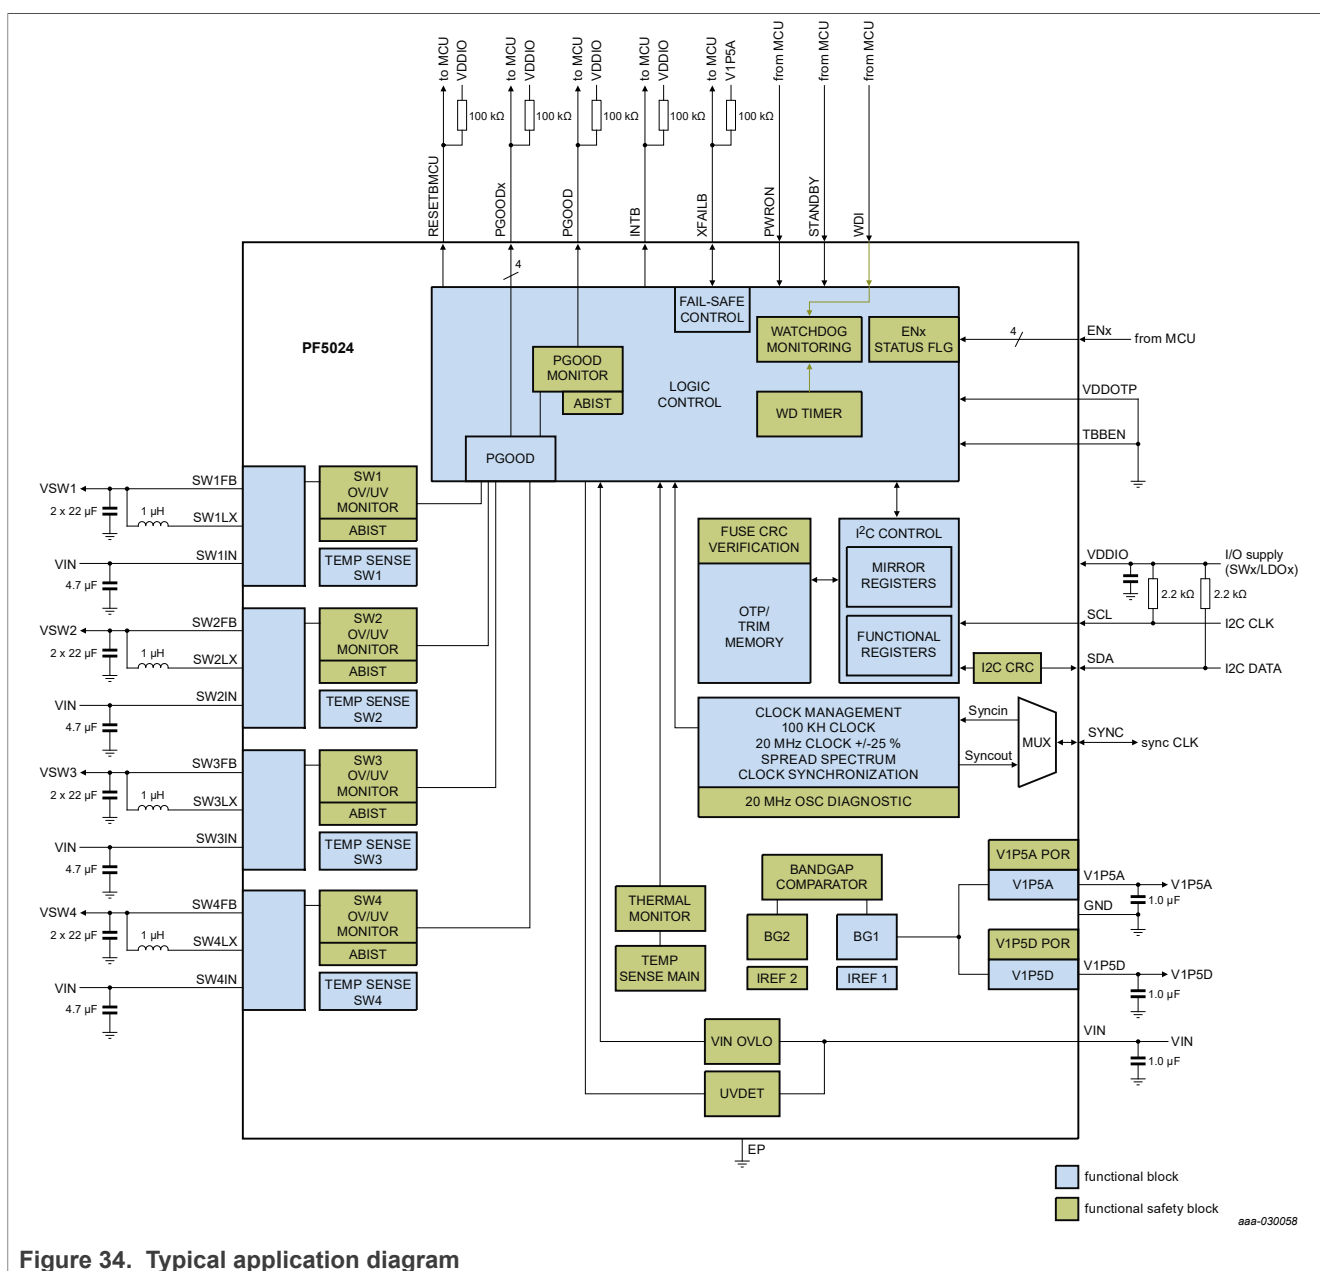 to MCU
VDDIO
to MCU
VDDIO
to MCU
VDDIO
to MCU
VDDIO
to MCU
V1P5A
from MCU
from MCU
from MCU
100 kΩ
100 kΩ
100 kΩ
100 kΩ
100 kΩ
RESETBMCU
PGOODx
PGOOD
INTB
XFAILB
PWRON
STANDBY
WDI
4
PF5024
FAIL-SAFE
CONTROL
WATCHDOG
MONITORING
ENx
STATUS FLG
PGOOD
MONITOR
ABIST
LOGIC
CONTROL
WD TIMER
PGOOD
4
ENx
from MCU
VDDOTP
TBBEN
VSW1
2 x 22 µF
1 µH
SW1FB
SW1LX
SW1IN
VIN
4.7 µF
SW1
OV/UV
MONITOR
ABIST
TEMP SENSE
SW1
VSW2
2 x 22 µF
1 µH
SW2FB
SW2LX
SW2IN
VIN
4.7 µF
SW2
OV/UV
MONITOR
ABIST
TEMP SENSE
SW2
VSW3
2 x 22 µF
1 µH
SW3FB
SW3LX
SW3IN
VIN
4.7 µF
SW3
OV/UV
MONITOR
ABIST
TEMP SENSE
SW3
VSW4
2 x 22 µF
1 µH
SW4FB
SW4LX
SW4IN
VIN
4.7 µF
SW4
OV/UV
MONITOR
ABIST
TEMP SENSE
SW4
FUSE CRC
VERIFICATION
OTP/
TRIM
MEMORY
I2C CONTROL
MIRROR
REGISTERS
FUNCTIONAL
REGISTERS
I2C CRC
VDDIO
I/O supply
(SWx/LDOx)
2.2 kΩ
2.2 kΩ
SCL
I2C CLK
SDA
I2C DATA
CLOCK MANAGEMENT
100 KH CLOCK
20 MHz CLOCK +/-25 %
SPREAD SPECTRUM
CLOCK SYNCHRONIZATION
20 MHz OSC DIAGNOSTIC
Syncin
Syncout
MUX
SYNC
sync CLK
THERMAL
MONITOR
TEMP
SENSE MAIN
BANDGAP
COMPARATOR
BG2
BG1
IREF 2
IREF 1
V1P5A POR
V1P5A
V1P5D POR
V1P5D
V1P5A
V1P5A
1.0 µF
GND
V1P5D
V1P5D
1.0 µF
VIN OVLO
UVDET
VIN
VIN
1.0 µF
EP
functional block
functional safety block
aaa-030058
Figure 34. Typical application diagram